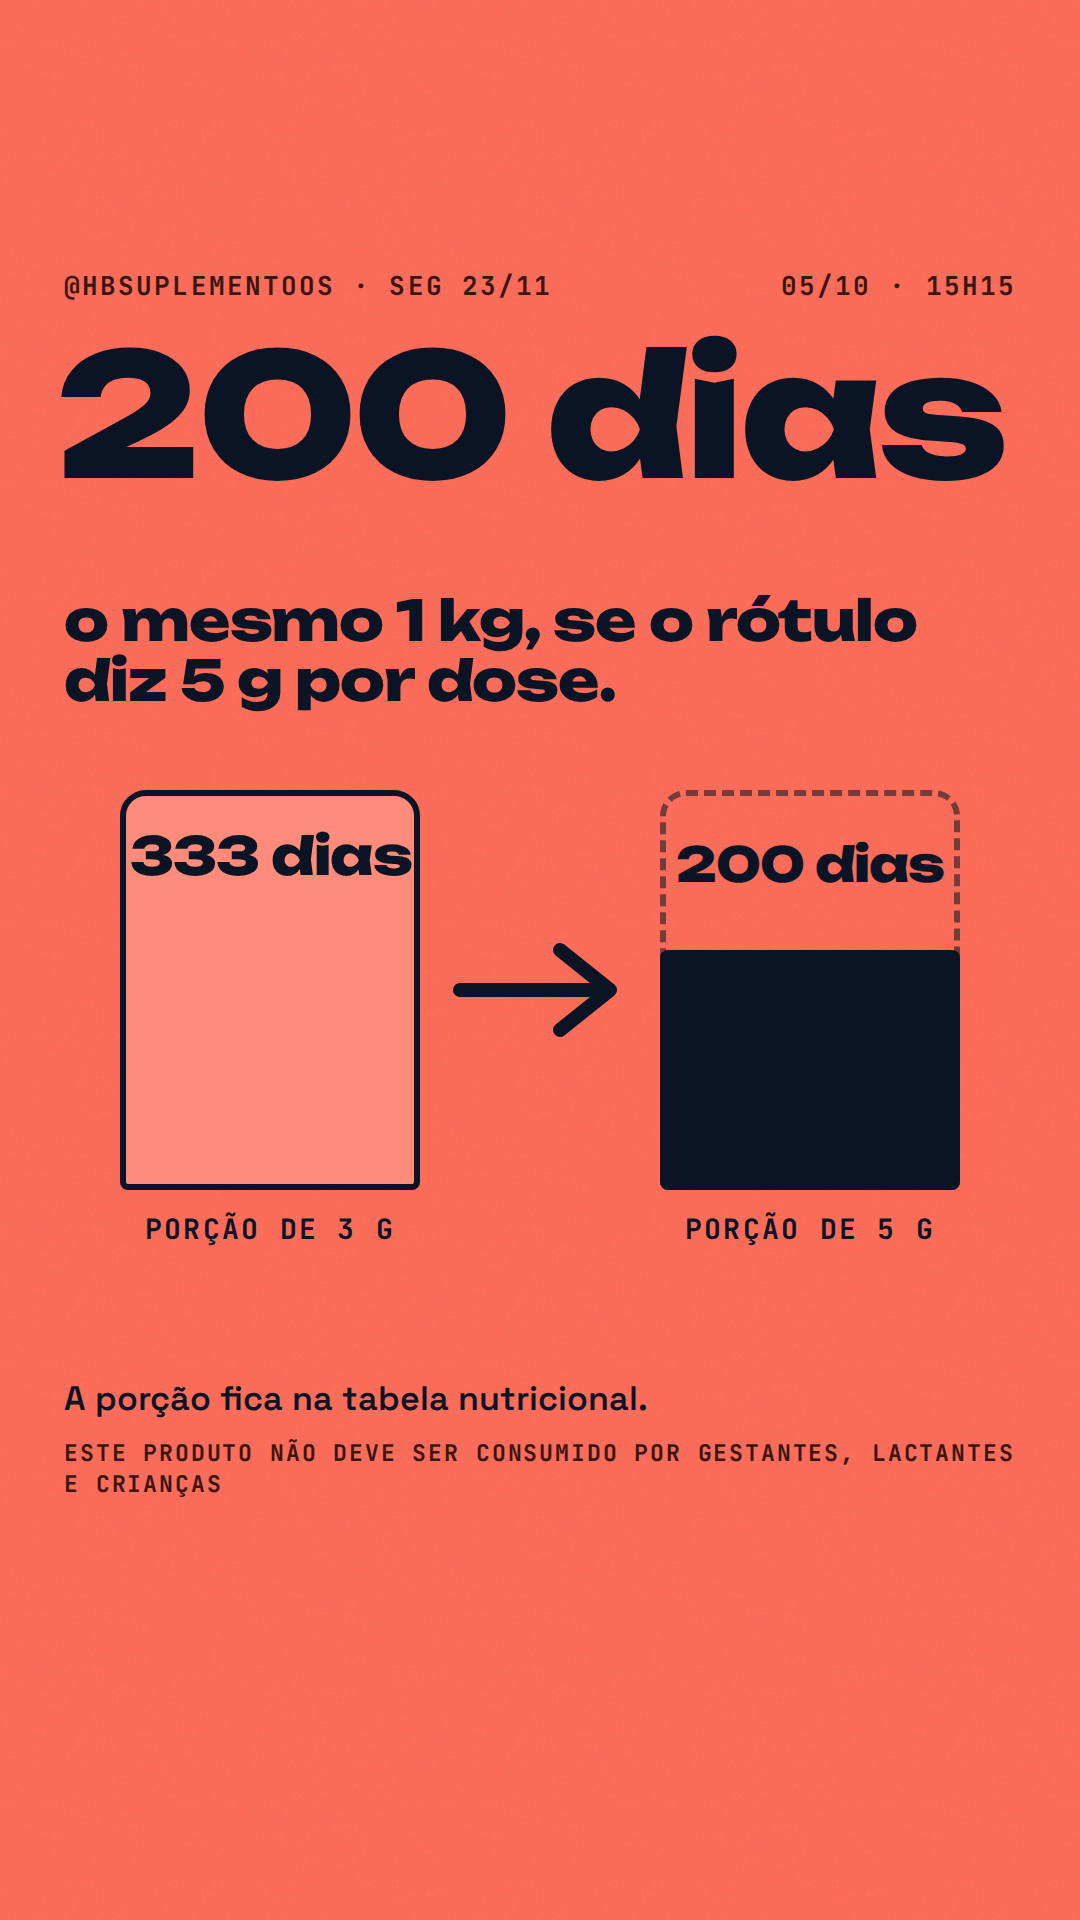 @HBSUPLEMENTOOS · SEG 23/11
05/10 · 15H15
200 dias
o mesmo 1 kg, se o rótulo
diz 5 g por dose.
333 dias
200 dias
PORÇÃO DE 3 G
PORÇÃO DE 5 G
A porção fica na tabela nutricional.
ESTE PRODUTO NÃO DEVE SER CONSUMIDO POR GESTANTES, LACTANTES
E CRIANÇAS